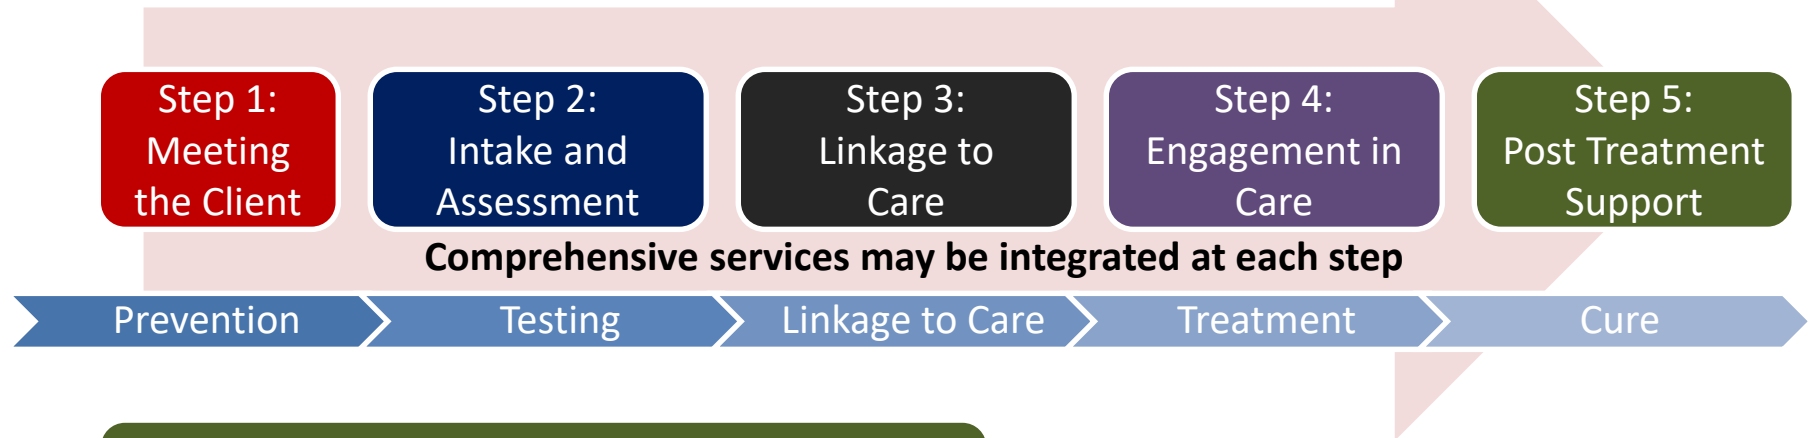 Step 1:
Meeting
the Client
Step 2:
Intake and
Assessment
Step 3:
Linkage to
Care
Step 4:
Engagement in
Care
Step 5:
Post Treatment
Support
Comprehensive services may be integrated at each step
Prevention
Testing
Linkage to Care
Treatment
Cure